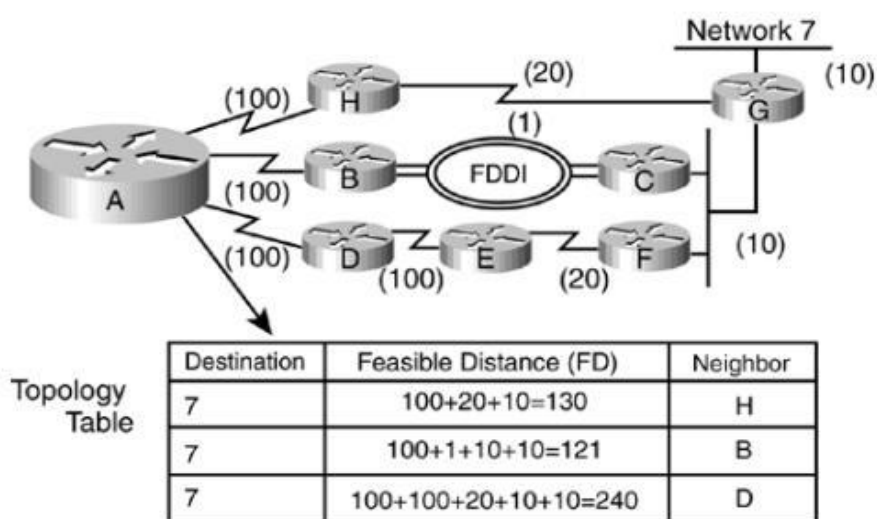 Network 7
(10)
(20)
(100)
H
G
(1)
B
FDDI
C
A
(100)
(10)
D
E
F
(100)
(100)
(20)
Destination
Feasible Distance (FD)
Neighbor
Topology
Table
7
100+20+10=130
H
7
100+1+10+10=121
B
7
100+100+20+10+10=240
D